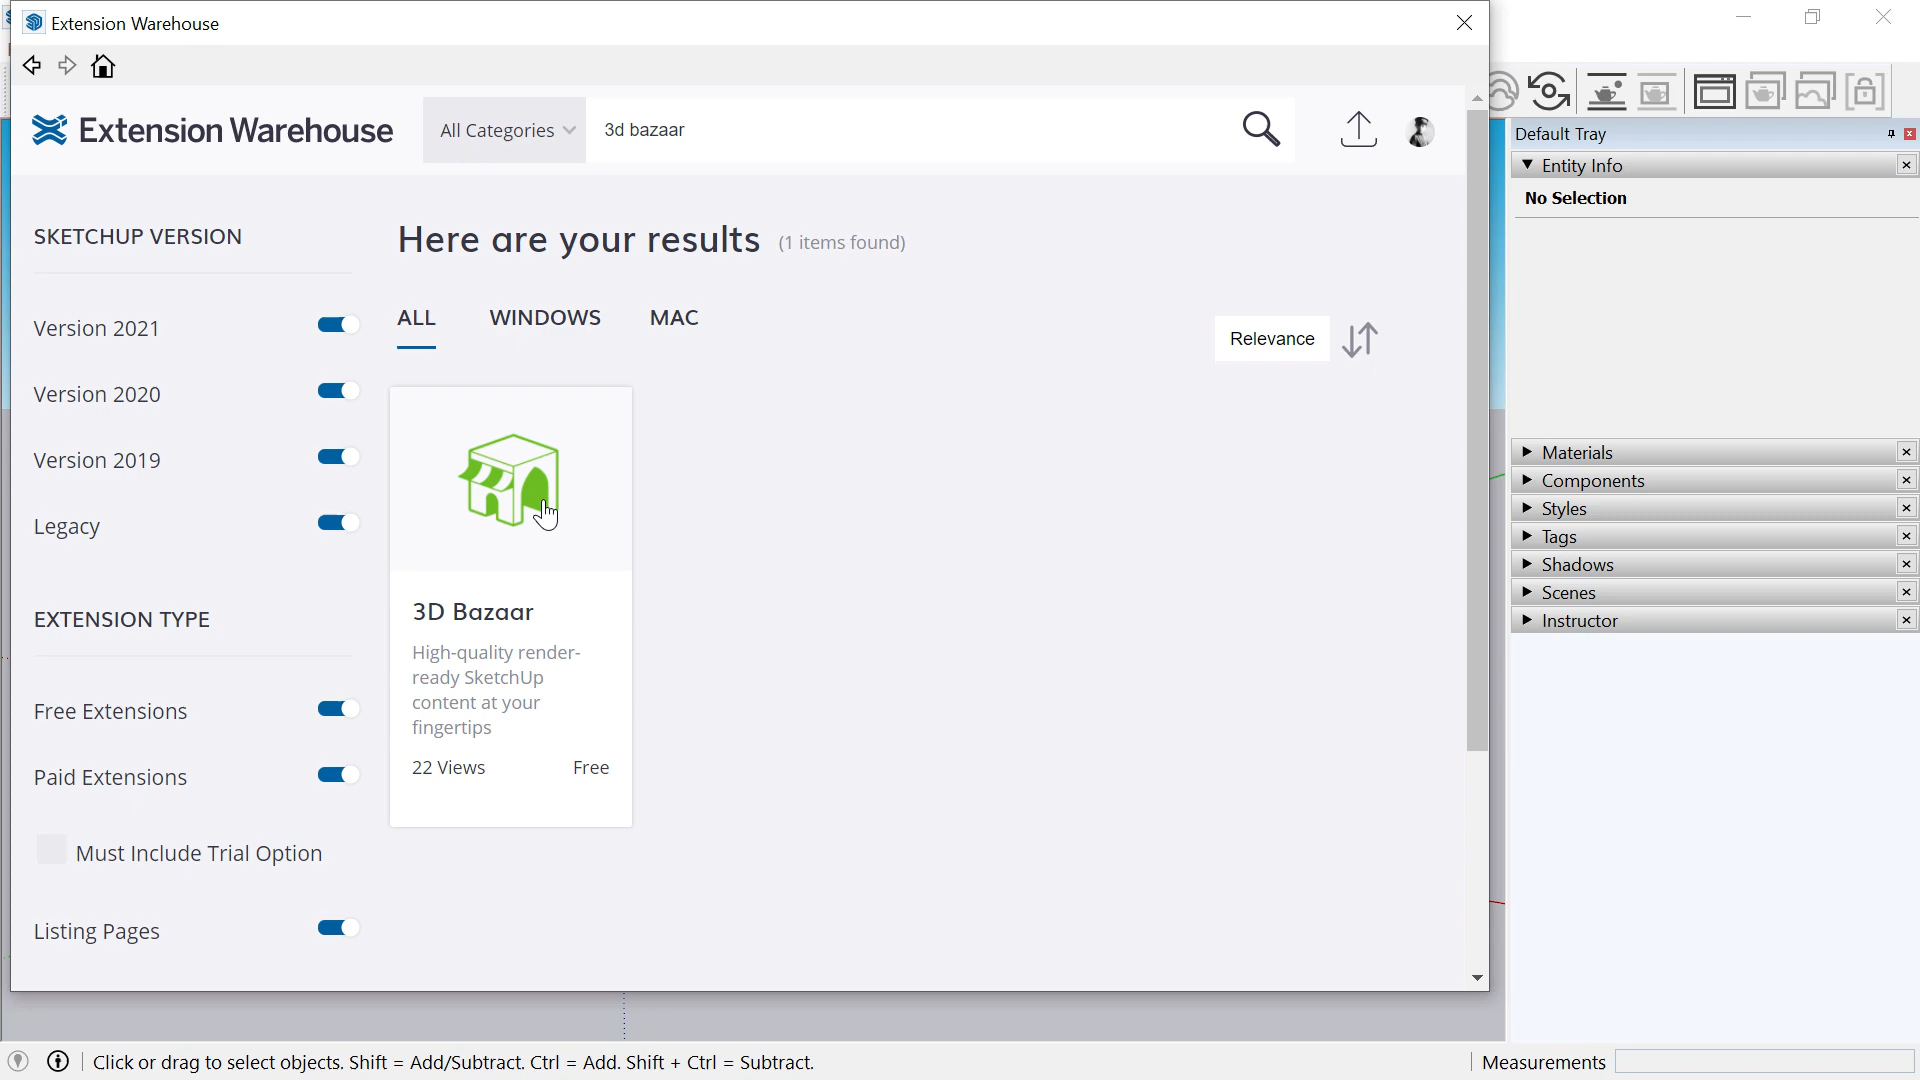 Extension Warehouse
Extension Warehouse
All Categories
3d bazaar
Default Tray
Entity Info
No Selection
SKETCHUP VERSION
Version 2021
Version 2020
Version 2019
Legacy
EXTENSION TYPE
Free Extensions
Paid Extensions
Must Include Trial Option
Listing Pages
Here are your results (1 items found)
ALL WINDOWS MAC
Relevance
3D Bazaar
High-quality render-
ready SketchUp
content at your
fingertips
22 Views Free
Materials
Components
Styles
Tags
Shadows
Scenes
Instructor
Click or drag to select objects. Shift = Add/Subtract. Ctrl = Add. Shift + Ctrl = Subtract.
Measurements